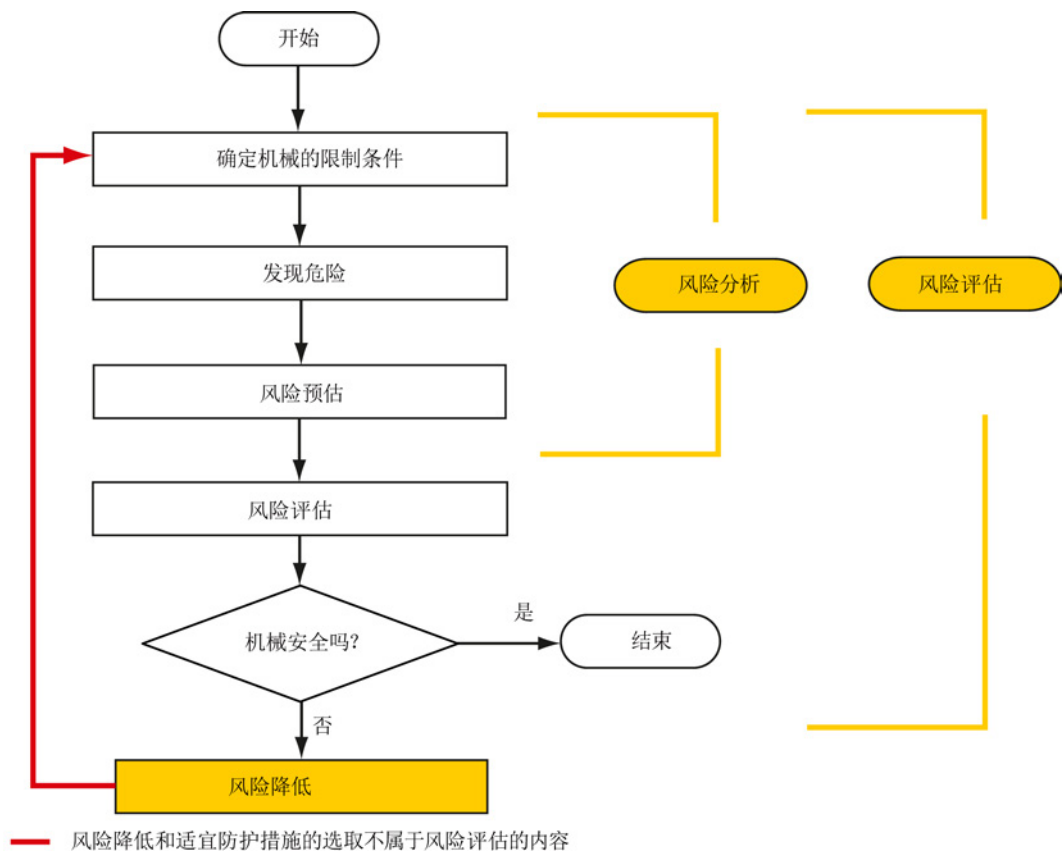 开始
确定机械的限制条件
发现危险
风险分析
风险评估
风险预估
风险评估
机械安全吗？
是
结束
否
风险降低
风险降低和适宜防护措施的选取不属于风险评估的内容